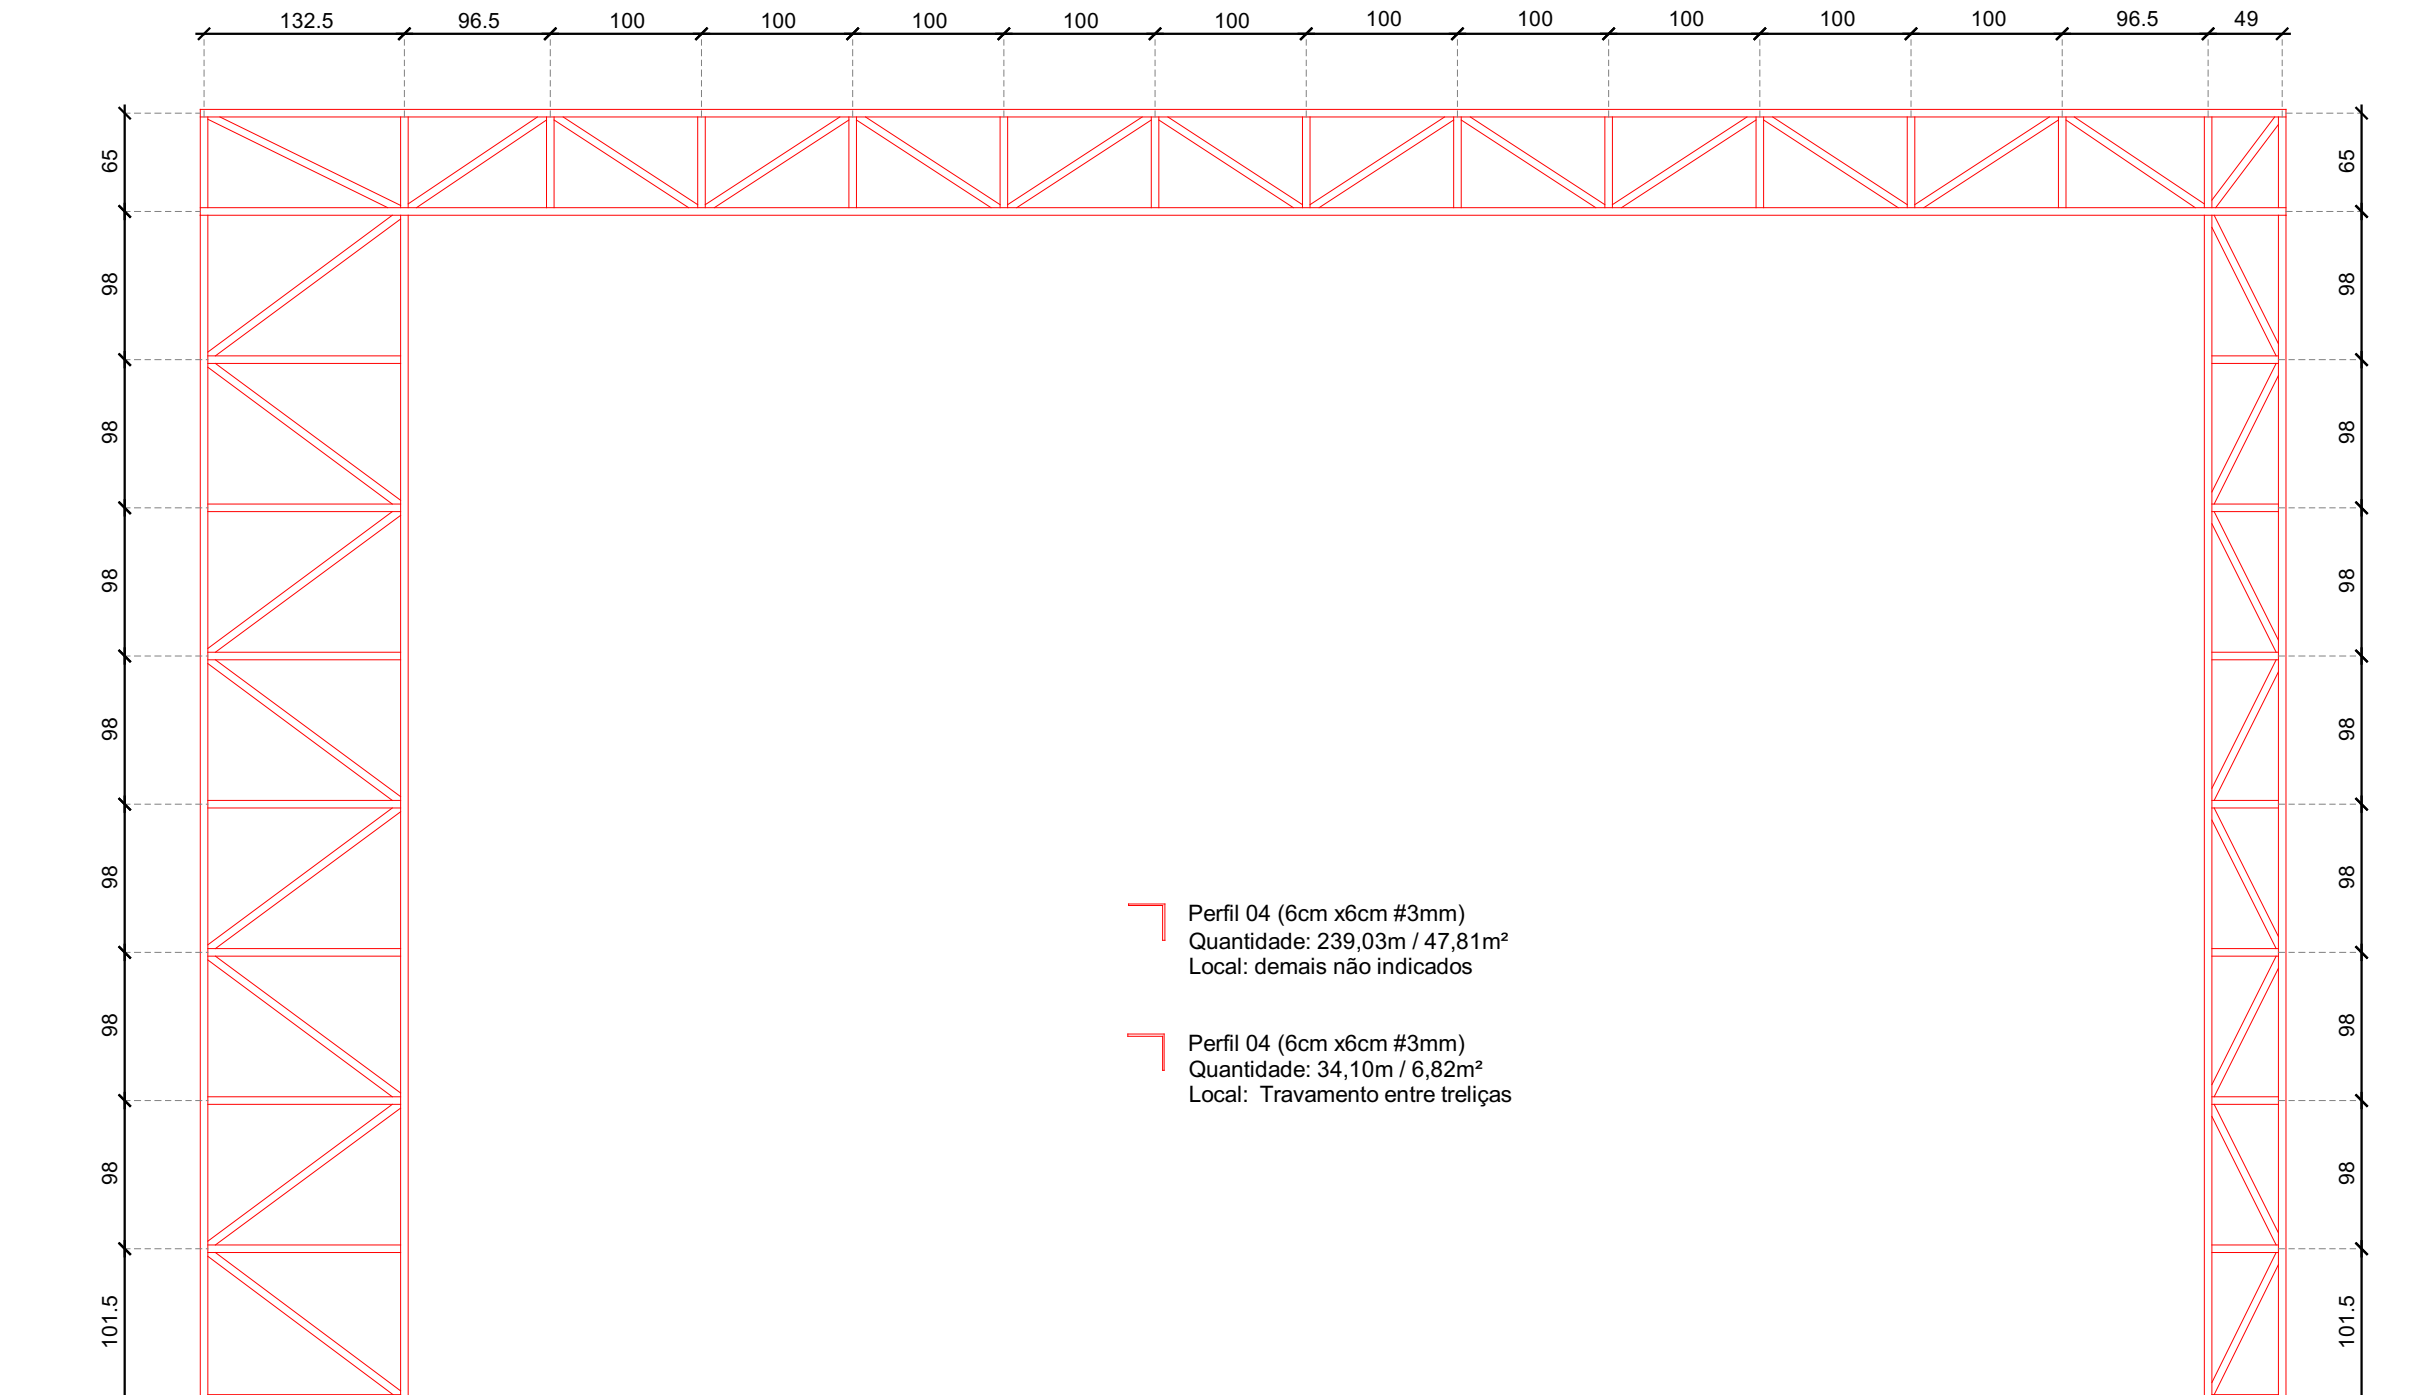 132.5 96.5 100 100 100 100 100 100 100 100 100 100 96.5 49
65 65
98 98
98 98
98 98
98 98
98 98
Perfil 04 (6cm x6cm #3mm)
Quantidade: 239,03m / 47,81m²
Local: demais não indicados
98 98
Perfil 04 (6cm x6cm #3mm)
Quantidade: 34,10m / 6,82m²
Local: Travamento entre treliças
98 98
101.5 101.5